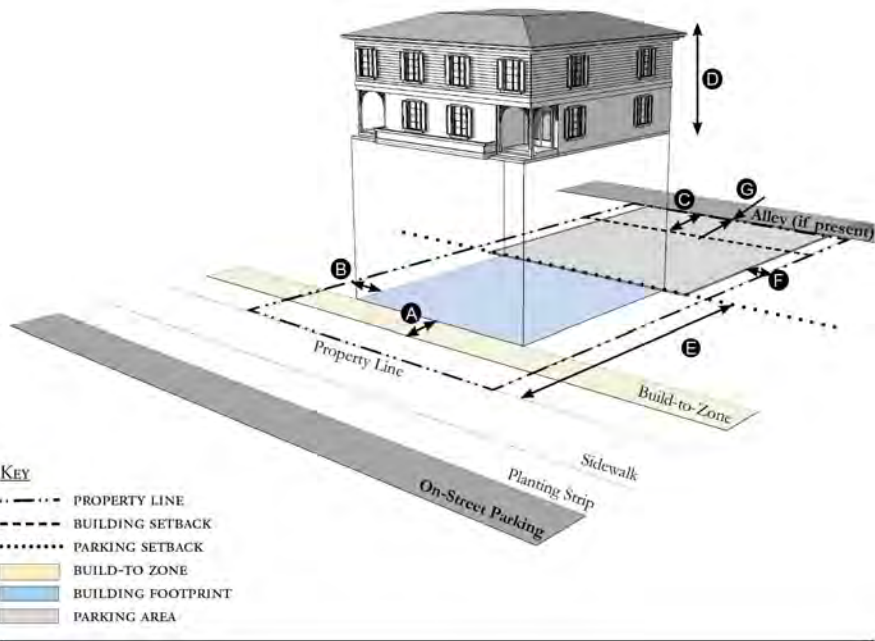 D
G
C
Alley (if present)
B
F
A
E
Property Line
Build-to-Zone
Sidewalk
Planting Strip
On-Street Parking
KEY
PROPERTY LINE
BUILDING SETBACK
PARKING SETBACK
BUILD-TO ZONE
BUILDING FOOTPRINT
PARKING AREA